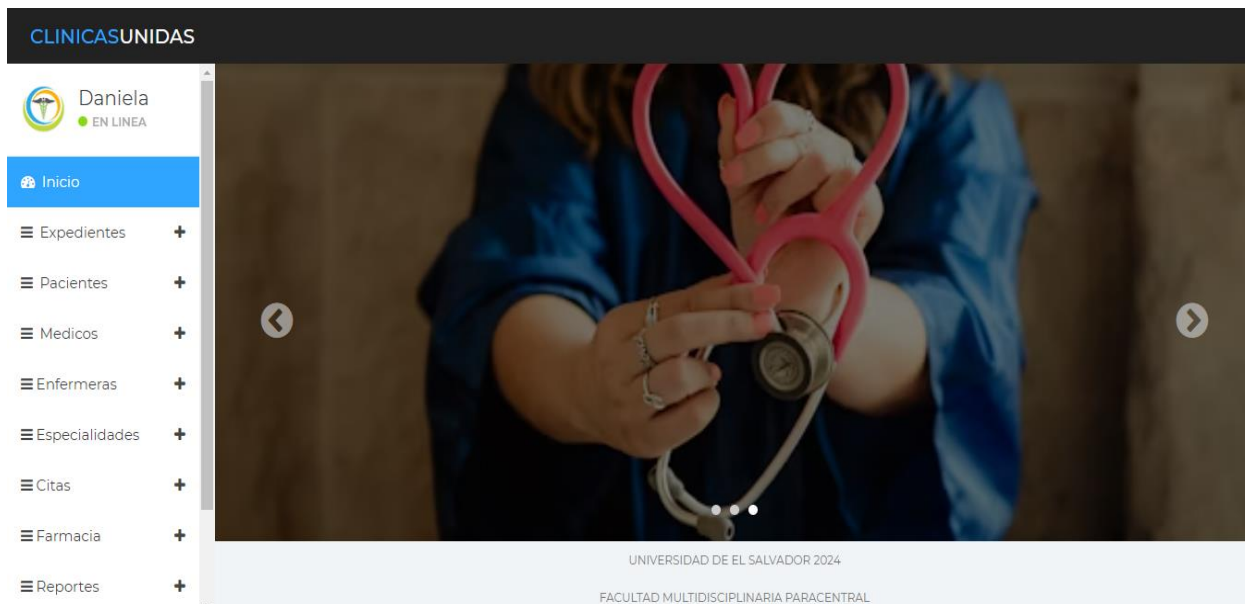 CLINICASUNIDAS
Daniela
EN LINEA
Inicio
Expedientes
Pacientes
Medicos
Enfermeras
Especialidades
Citas
Farmacia
Reportes
UNIVERSIDAD DE EL SALVADOR 2024
FACULTAD MULTIDISCIPLINARIA PARACENTRAL